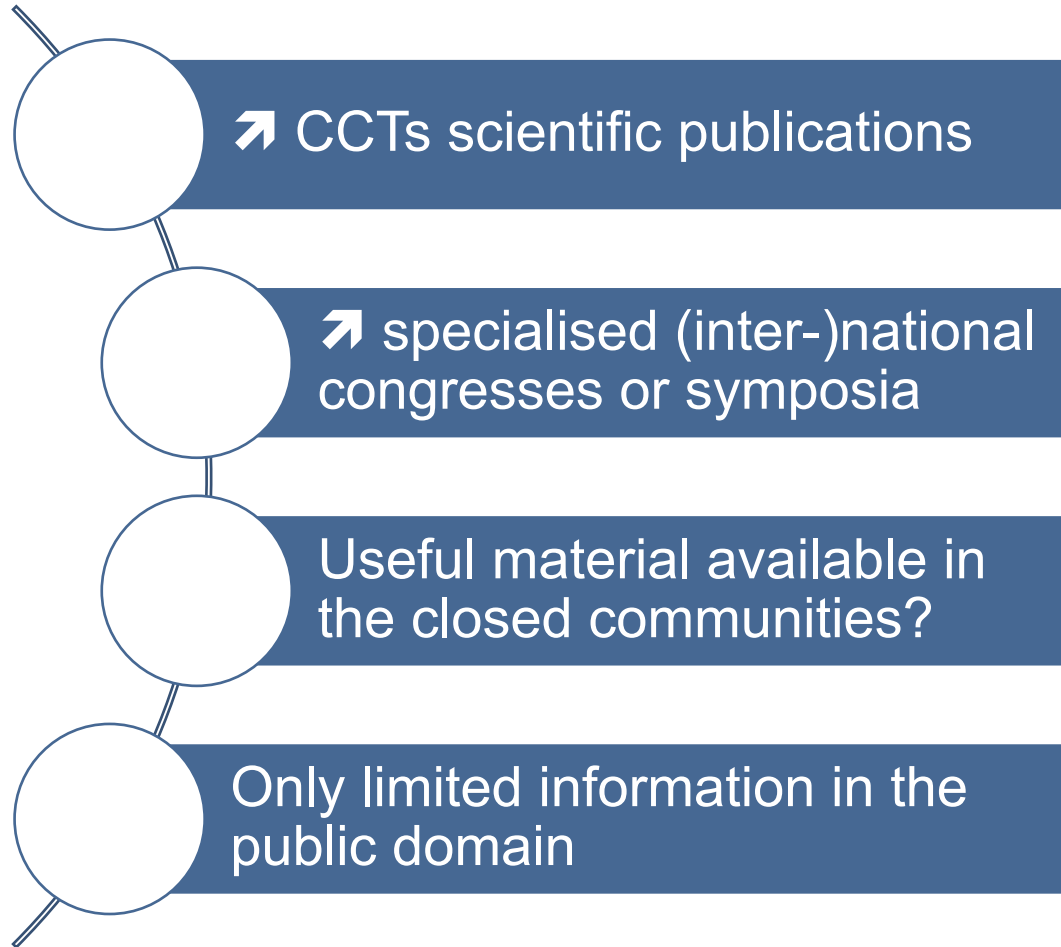 ↗ CCTs scientific publications
↗ specialised (inter-)national
congresses or symposia
Useful material available in
the closed communities?
Only limited information in the
public domain